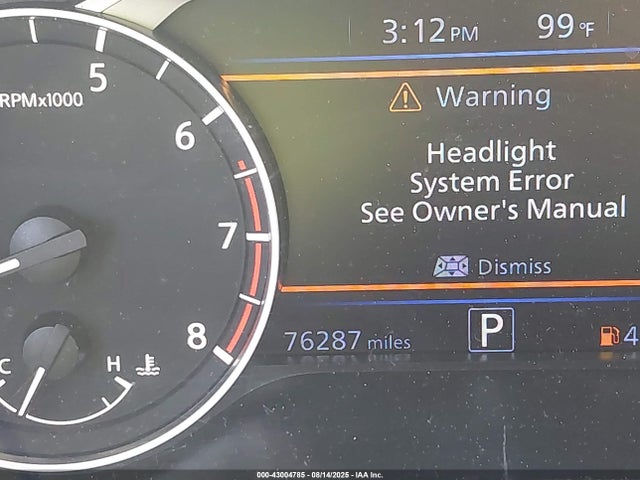 3:12 PM 99 °F
5
RPMx1000
Warning
6
Headlight
System Error
See Owner's Manual
7
Dismiss
8
76287 miles P 4
C H
000-43004785 - 08/14/2025 - IAA Inc.